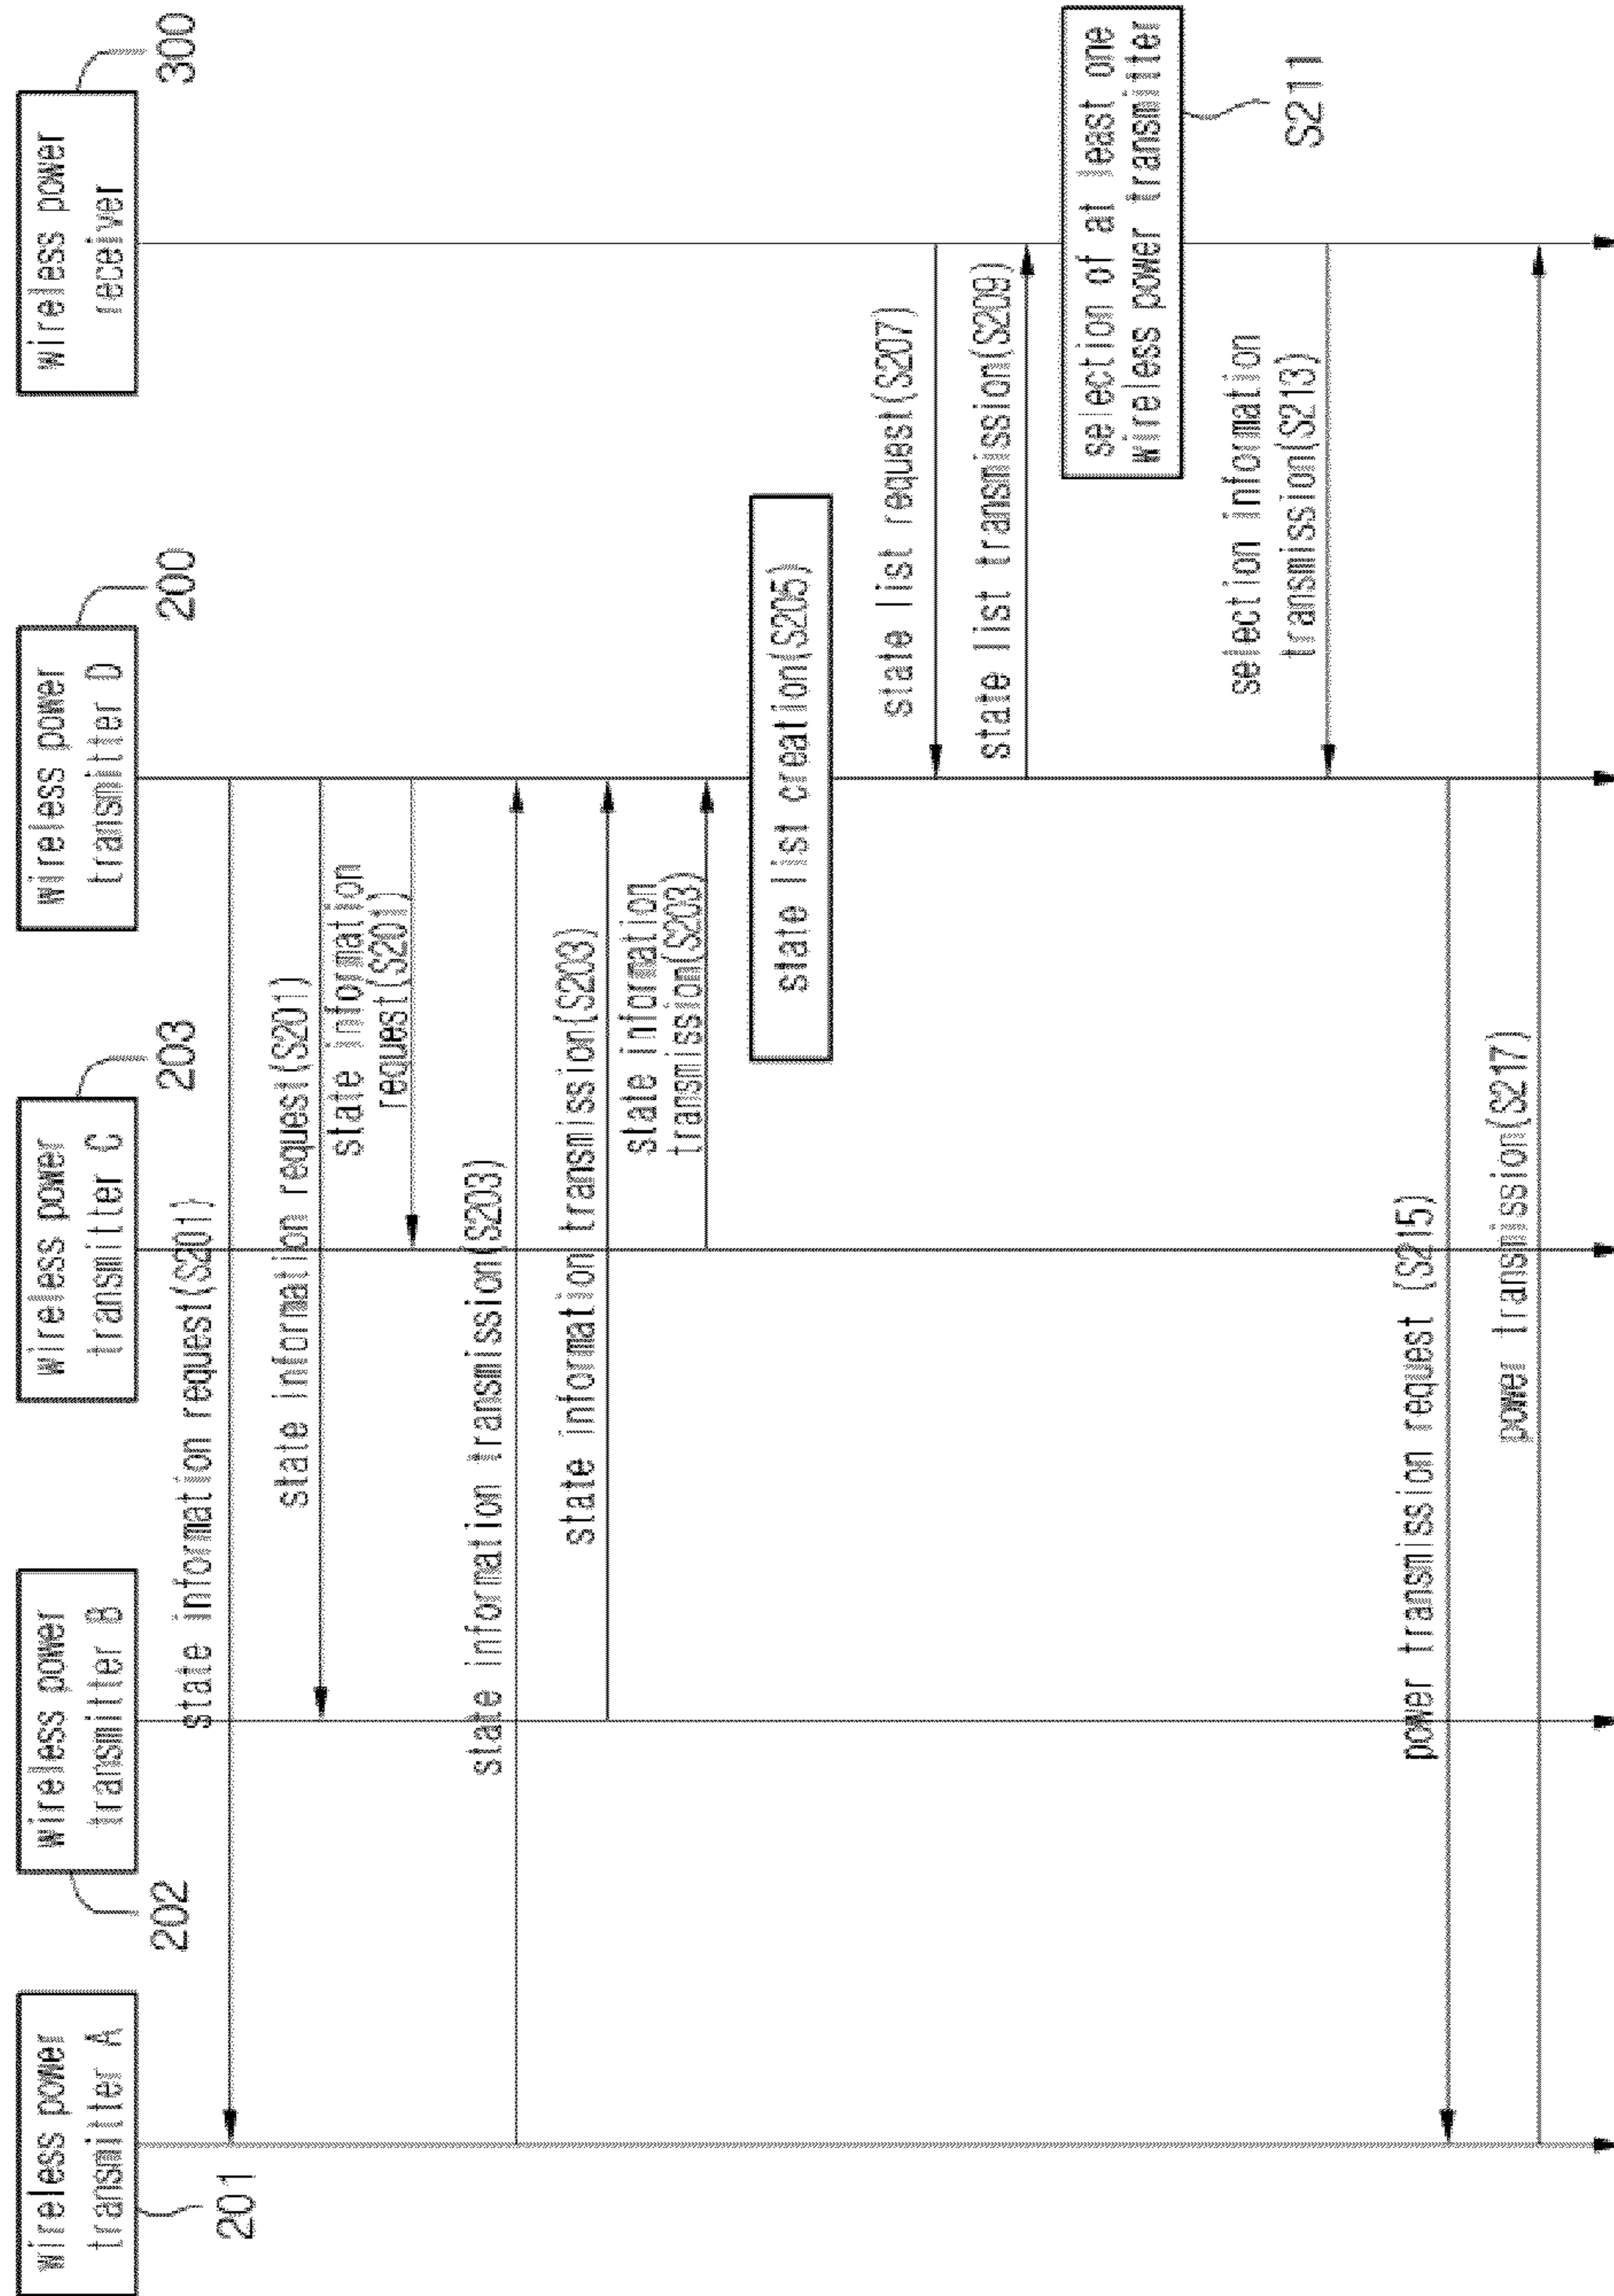 wireless power
transmitter A
201
wireless power
transmitter B
202
wireless power
transmitter C
203
wireless power
transmitter D
200
wireless power
receiver
300
state information request(S201)
state information request(S201)
state information
request(S201)
state information transmission(S203)
state information transmission(S203)
state information
transmission(S203)
state list creation(S205)
state list request(S207)
state list transmission(S209)
selection of at least one
wireless power transmitter
S211
selection information
transmission(S213)
power transmission request (S215)
power transmission(S217)